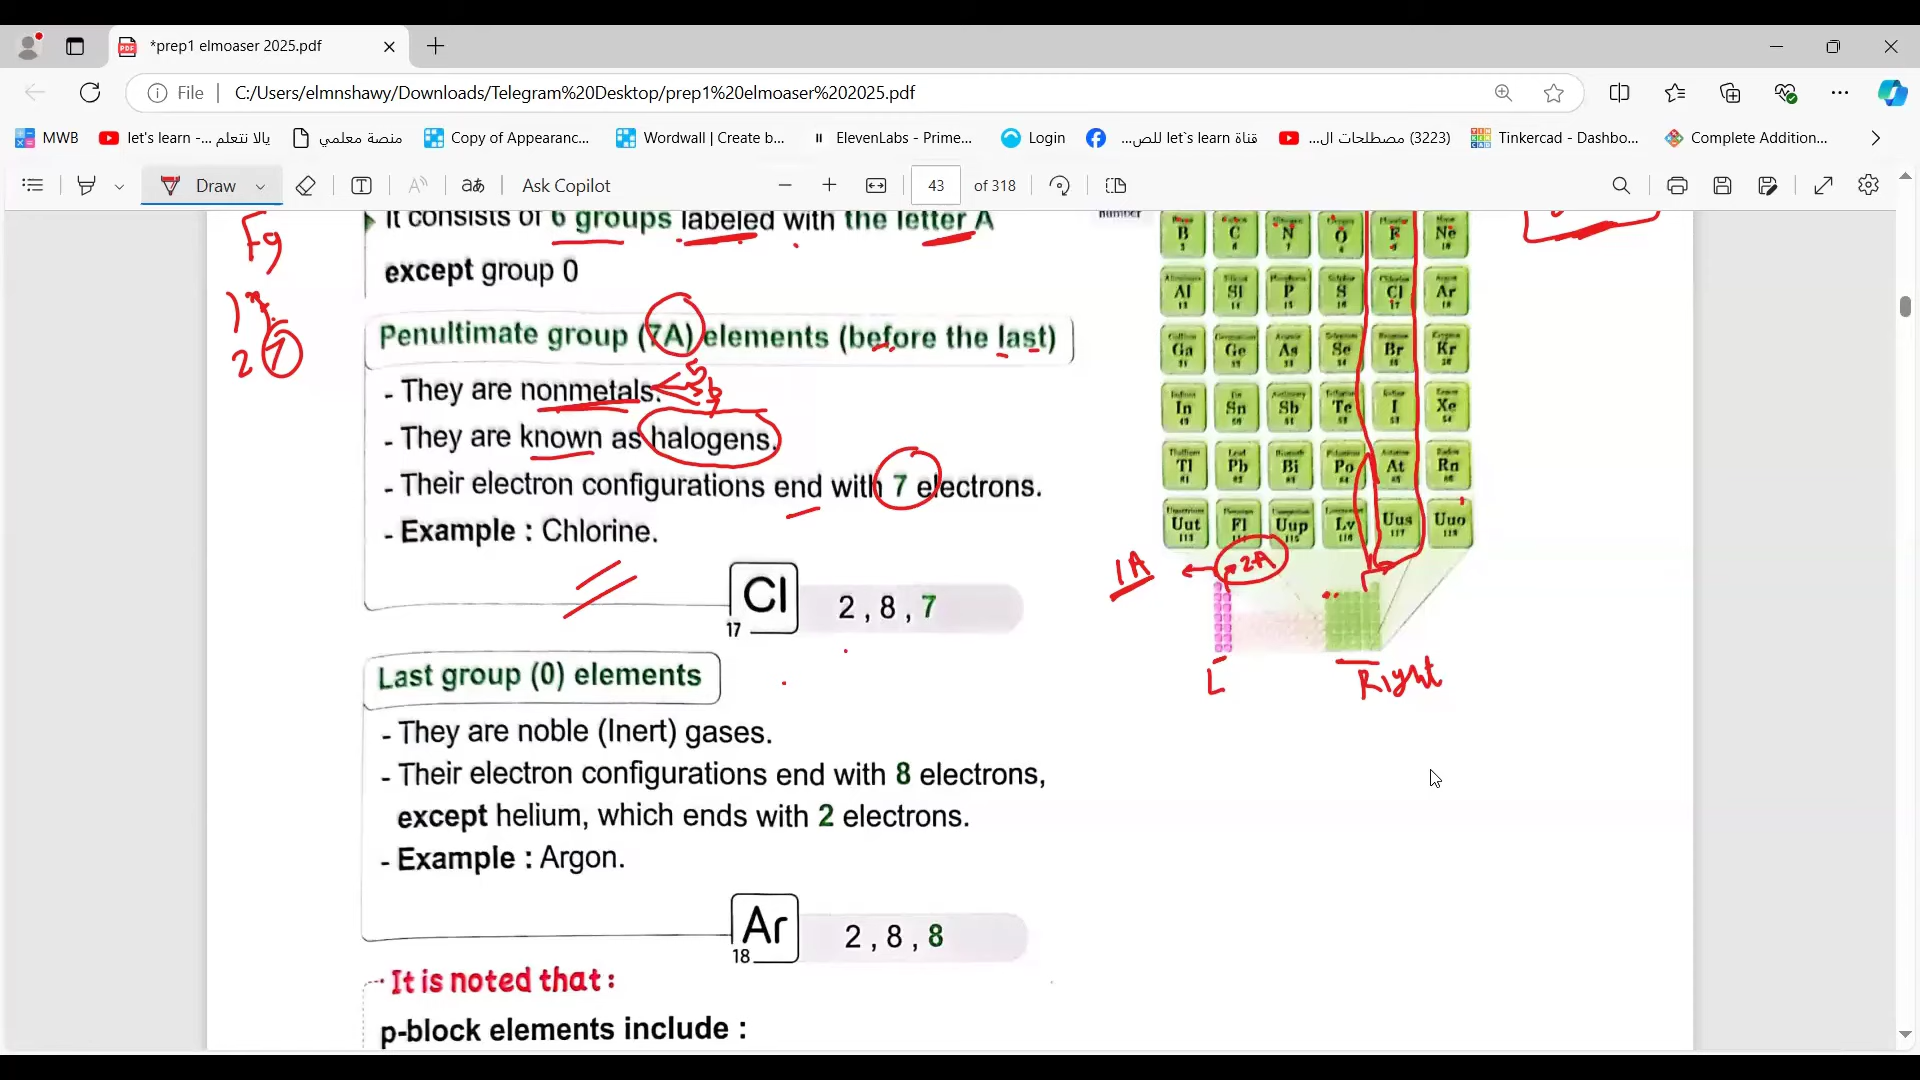 *prep1 elmoaser 2025.pdf
File
C:/Users/elmnshawy/Downloads/Telegram%20Desktop/prep1%20elmoaser%202025.pdf
MWB
let's learn -... يالا نتعلم
منصة معلمي
Copy of Appearanc...
Wordwall | Create b...
ElevenLabs - Prime...
Login
قناة let`s learn للص...
(3223) مصطلحات ال...
Tinkercad - Dashbo...
Complete Addition...
Draw
Ask Copilot
43 of 318
It consists of 6 groups labeled with the letter A
except group 0
number
F9
2 7
Penultimate group (7A) elements (before the last)
- They are nonmetals.
5
6
7
- They are known as halogens.
- Their electron configurations end with 7 electrons.
- Example : Chlorine.
Cl
17
2 , 8 , 7
Last group (0) elements
- They are noble (Inert) gases.
- Their electron configurations end with 8 electrons,
except helium, which ends with 2 electrons.
- Example : Argon.
Ar
18
2 , 8 , 8
It is noted that :
p-block elements include :
B C N O F Ne
Al Si P S Cl Ar
Ga Ge As Se Br Kr
In Sn Sb Te I Xe
Tl Pb Bi Po At Rn
Uut Fl Uup Lv Uus Uuo
1A
2A
L
Right